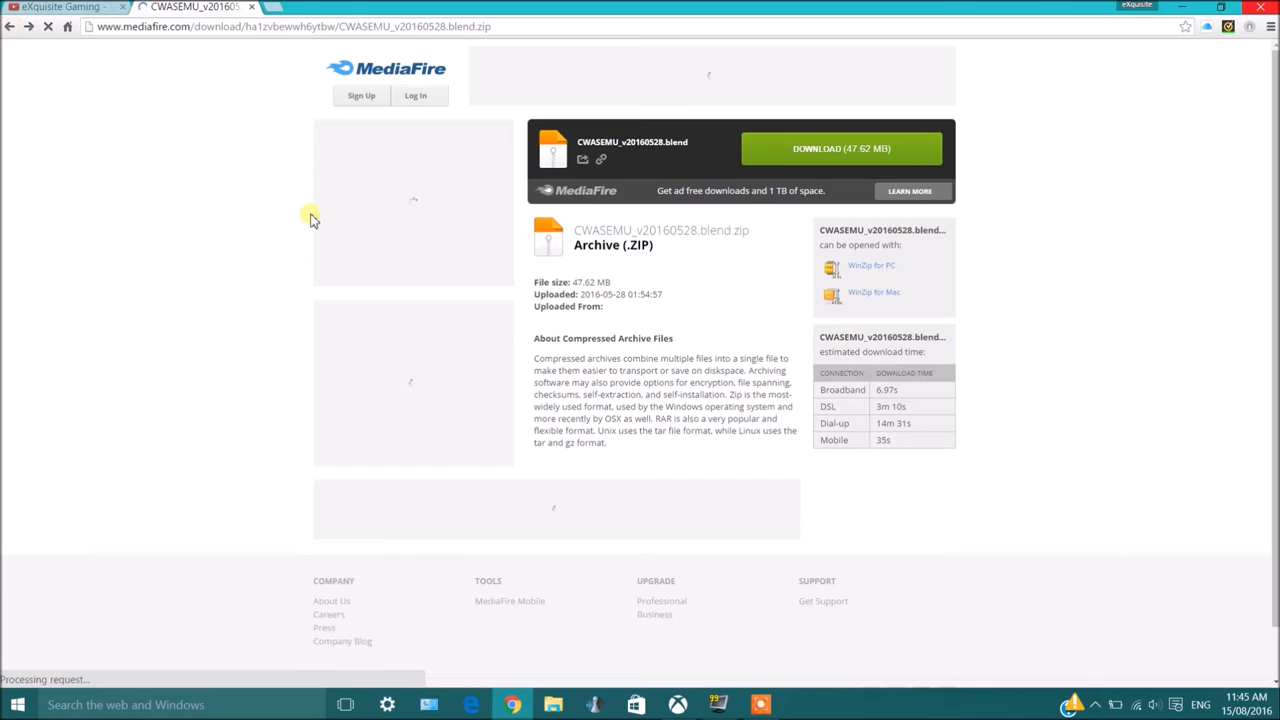 eXquisite Gaming -
CWASEMU_v201605
eXquisite
www.mediafire.com/download/ha1zvbewwh6ytbw/CWASEMU_v20160528.blend.zip
MediaFire
Sign Up
Log In
CWASEMU_v20160528.blend
DOWNLOAD (47.62 MB)
MediaFire
Get ad free downloads and 1 TB of space.
LEARN MORE
CWASEMU_v20160528.blend.zip
Archive (.ZIP)
File size: 47.62 MB
Uploaded: 2016-05-28 01:54:57
Uploaded From:
About Compressed Archive Files
Compressed archives combine multiple files into a single file to
make them easier to transport or save on diskspace. Archiving
software may also provide options for encryption, file spanning,
checksums, self-extraction, and self-installation. Zip is the most-
widely used format, used by the Windows operating system and
more recently by OSX as well. RAR is also a very popular and
flexible format. Unix uses the tar file format, while Linux uses the
tar and gz format.
CWASEMU_v20160528.blend...
can be opened with:
WinZip for PC
WinZip for Mac
CWASEMU_v20160528.blend...
estimated download time:
CONNECTION DOWNLOAD TIME
Broadband 6.97s
DSL 3m 10s
Dial-up 14m 31s
Mobile 35s
COMPANY
About Us
Careers
Press
Company Blog
TOOLS
MediaFire Mobile
UPGRADE
Professional
Business
SUPPORT
Get Support
Processing request...
Search the web and Windows
99
ENG
11:45 AM
15/08/2016